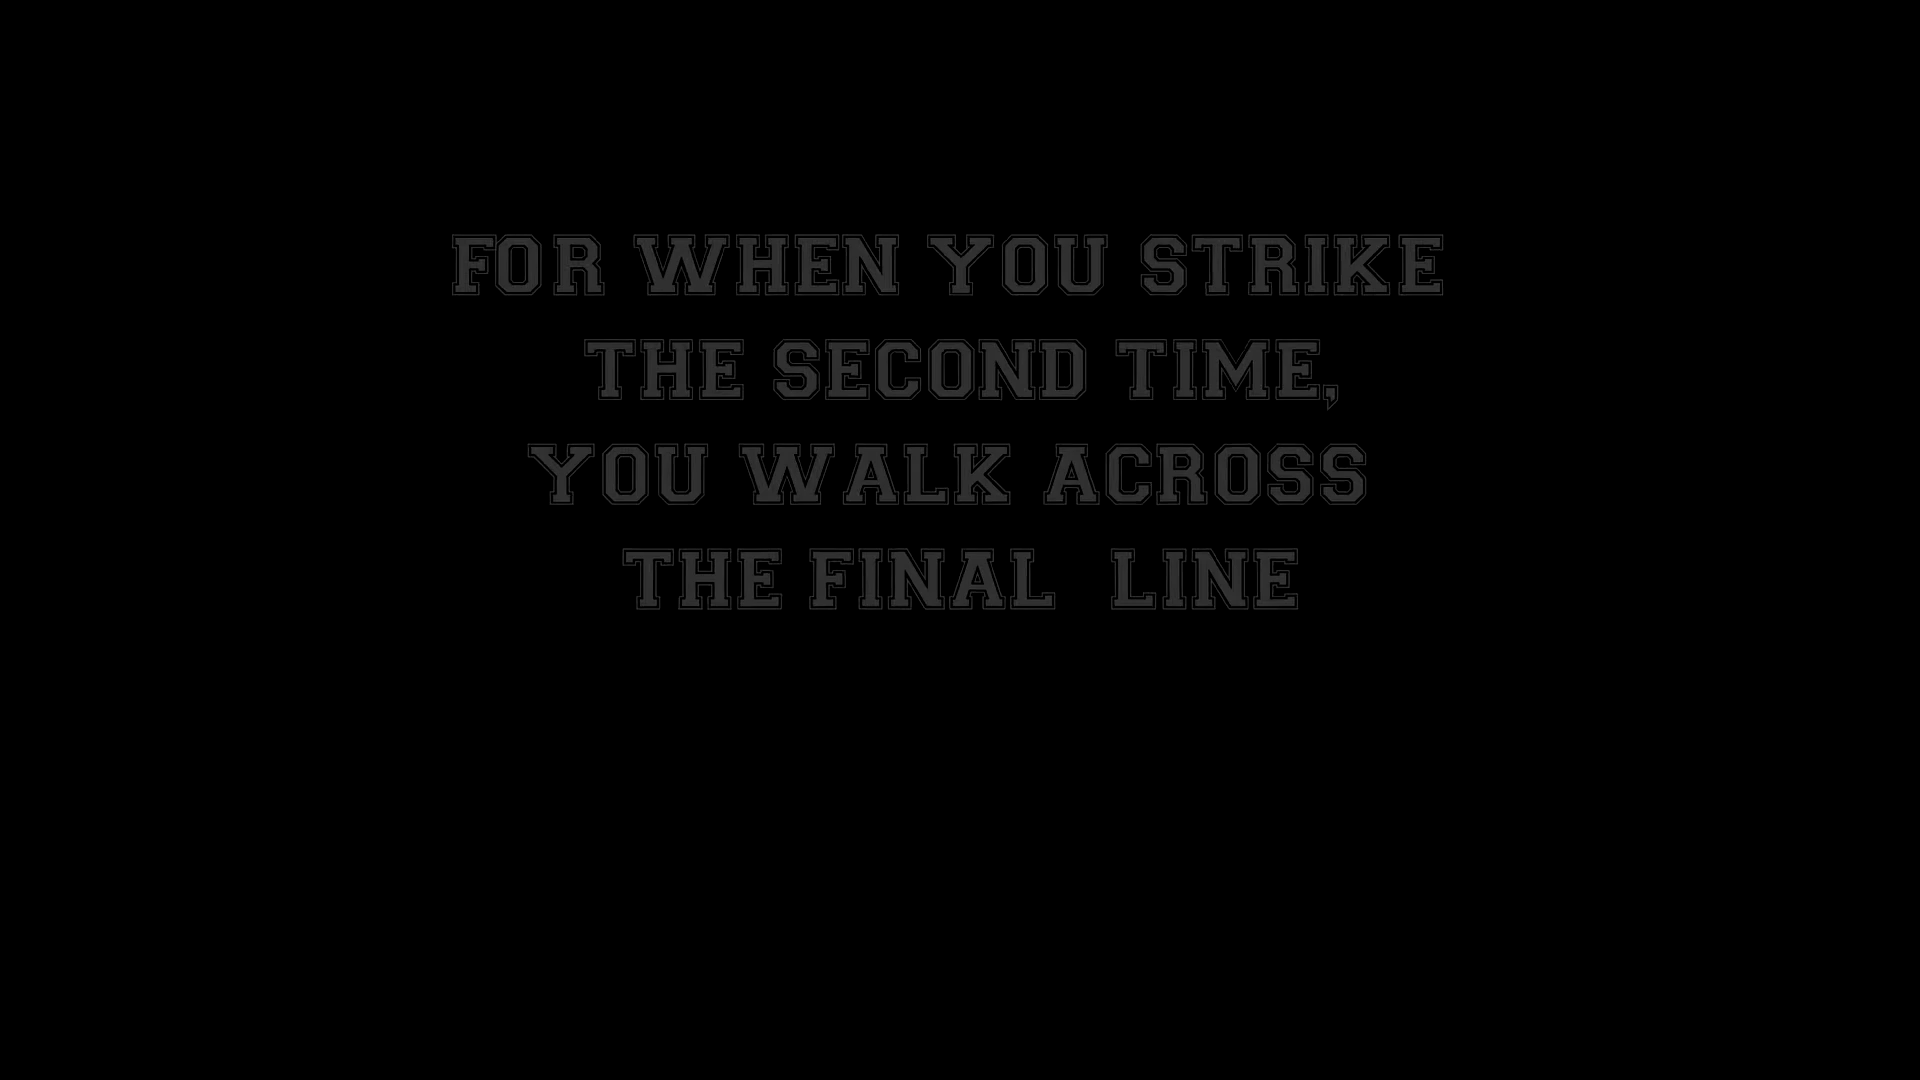 FOR WHEN YOU STRIKE
THE SECOND TIME,
YOU WALK ACROSS
THE FINAL  LINE